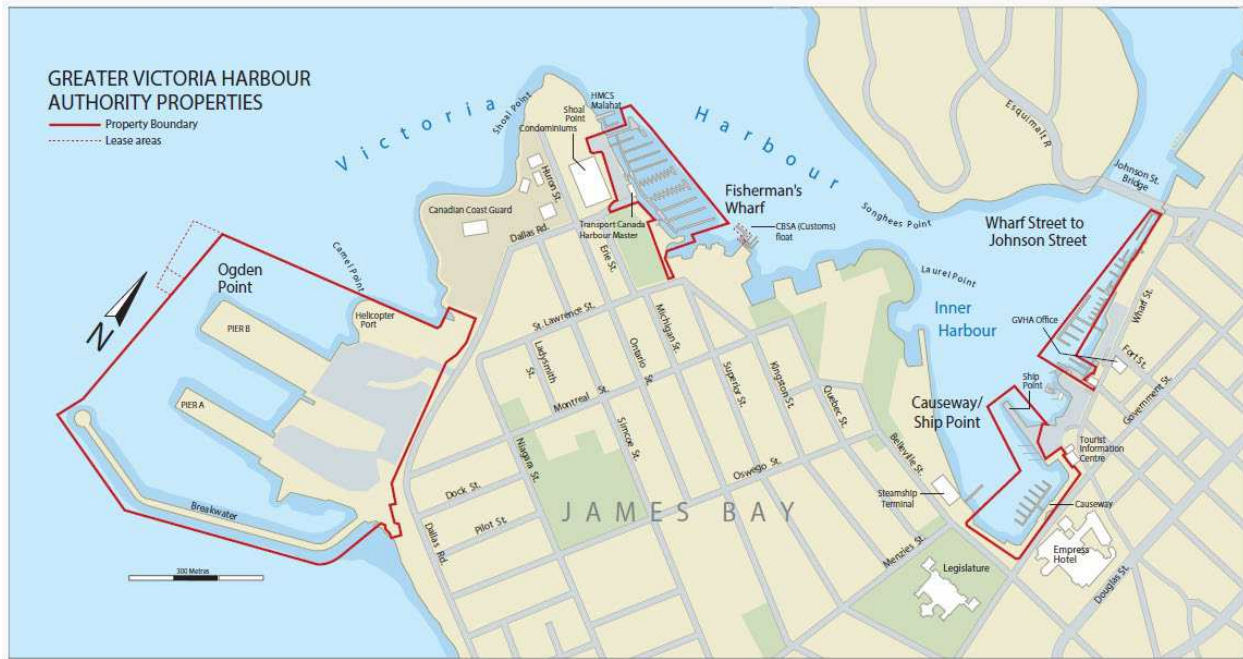 GREATER VICTORIA HARBOUR
AUTHORITY PROPERTIES
Property Boundary
Lease areas
Victoria
Harbour
Shoal Point
HMCS
Malahat
Shoal
Point
Condominiums
Huron St.
Canadian Coast Guard
Dallas Rd.
Transport Canada
Harbour Master
Erie St.
Fisherman's
Wharf
CBSA (Customs)
float
Songhees Point
Esquimalt R
Johnson St.
Bridge
Wharf Street to
Johnson Street
Laurel Point
Inner
Harbour
GVHA Office
Wharf St.
Fort St.
Government St.
Ship
Point
Causeway/
Ship Point
Tourist
Information
Centre
Causeway
Empress
Hotel
Douglas St.
Ogden
Point
Camel Point
Helicopter
Port
PIER B
PIER A
N
Breakwater
300 Metres
St. Lawrence St.
Ladysmith
St.
Ontario St.
Michigan St.
Superior St.
Kingston St.
Quebec St.
Belleville St.
Montreal St.
Simcoe St.
Niagara St.
Oswego St.
Dock St.
Pilot St.
Dallas Rd.
JAMES BAY
Steamship
Terminal
Menzies St.
Legislature